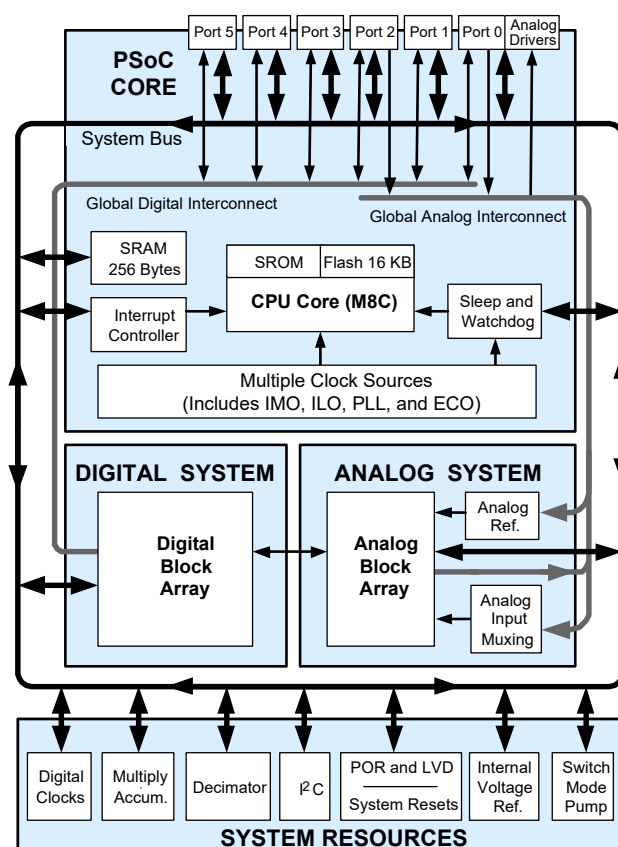 Port 5
Port 4
Port 3
Port 2
Port 1
Port 0
Analog
Drivers
PSoC
CORE
System Bus
Global Digital Interconnect
Global Analog Interconnect
SRAM
256 Bytes
SROM
Flash 16 KB
CPU Core (M8C)
Interrupt
Controller
Sleep and
Watchdog
Multiple Clock Sources
(Includes IMO, ILO, PLL, and ECO)
DIGITAL SYSTEM
ANALOG SYSTEM
Digital
Block
Array
Analog
Block
Array
Analog
Ref.
Analog
Input
Muxing
Digital
Clocks
Multiply
Accum.
Decimator
I²C
POR and LVD
System Resets
Internal
Voltage
Ref.
Switch
Mode
Pump
SYSTEM RESOURCES